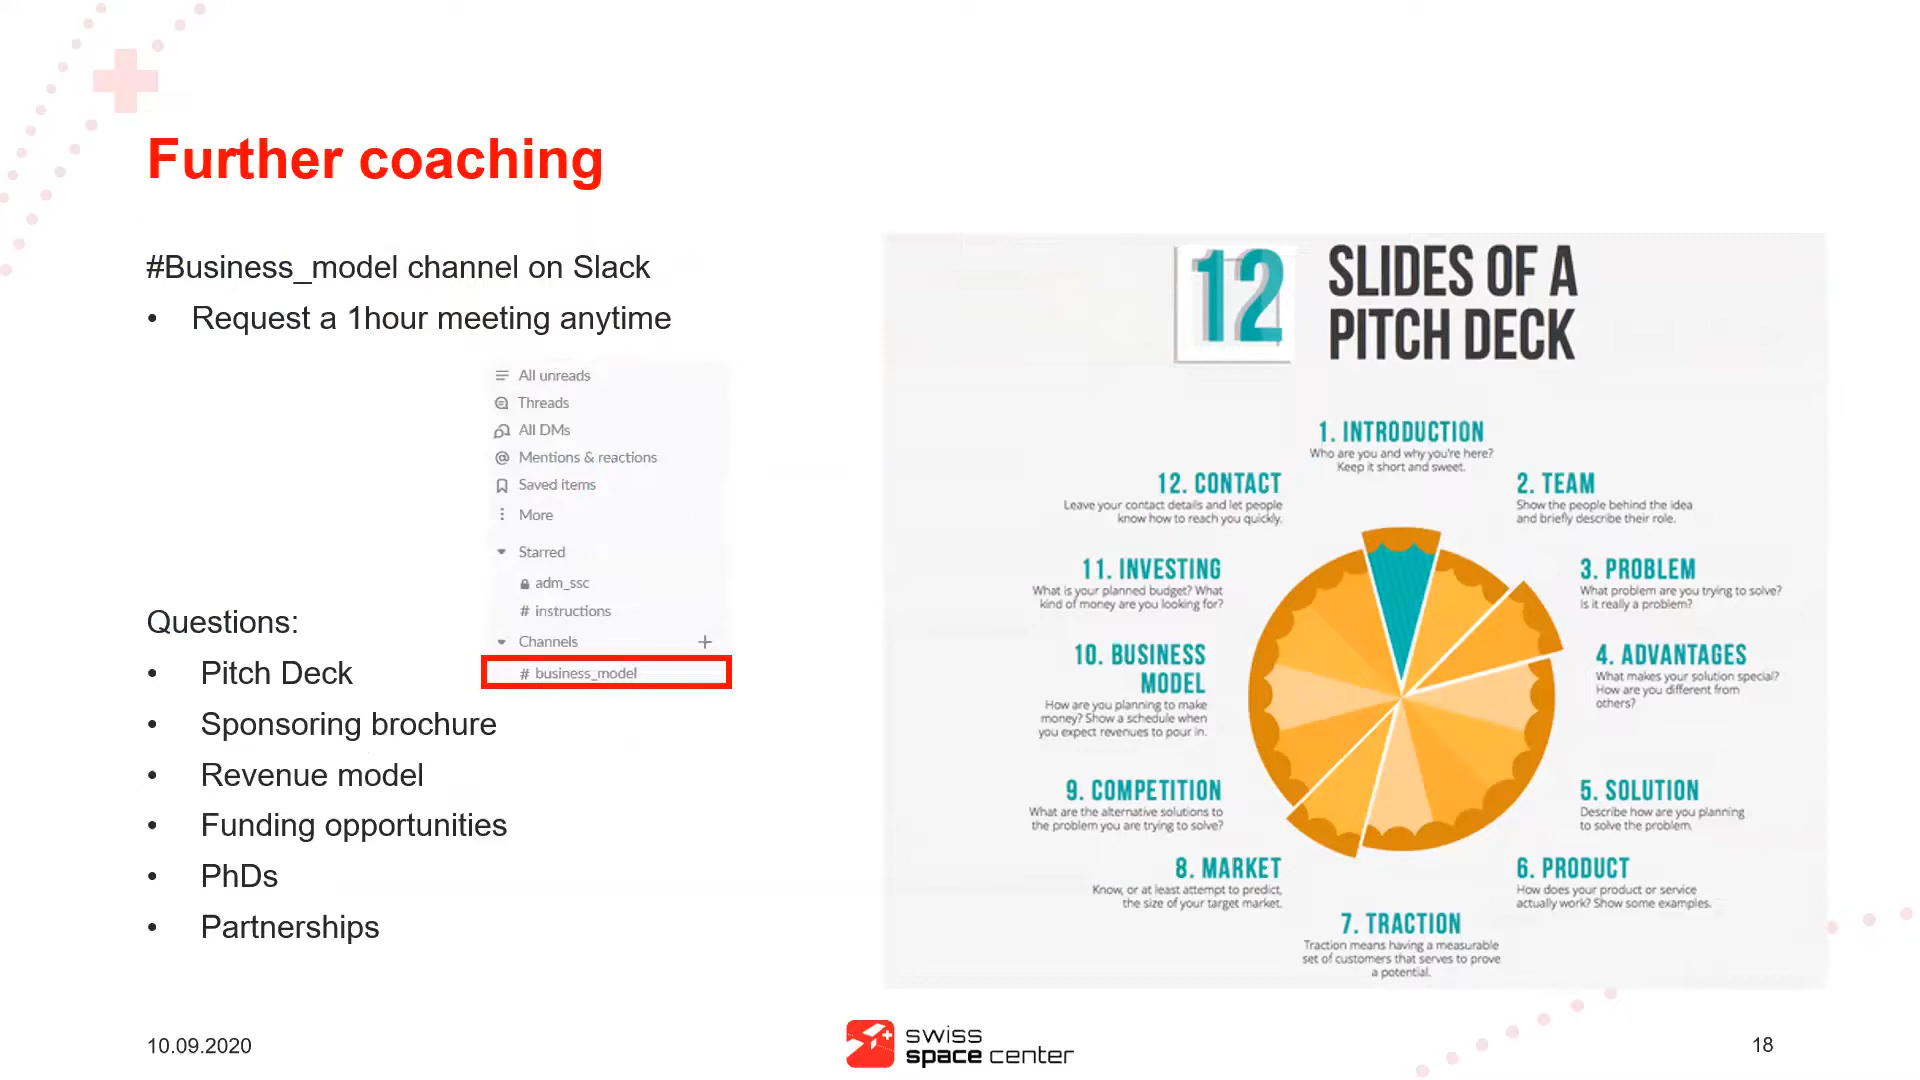 Further coaching
#Business_model channel on Slack
• Request a 1hour meeting anytime
All unreads
Threads
All DMs
Mentions & reactions
Saved items
More
Starred
adm_ssc
# instructions
Channels +
# business_model
Questions:
• Pitch Deck
• Sponsoring brochure
• Revenue model
• Funding opportunities
• PhDs
• Partnerships
12 SLIDES OF A
PITCH DECK
1. INTRODUCTION
Who are you and why you're here?
Keep it short and sweet.
2. TEAM
Show the people behind the idea
and briefly describe their role.
3. PROBLEM
What problem are you trying to solve?
Is it really a problem?
4. ADVANTAGES
What makes your solution special?
How are you different from
others?
5. SOLUTION
Describe how are you planning
to solve the problem.
6. PRODUCT
How does your product or service
actually work? Show some examples.
7. TRACTION
Traction means having a measurable
set of customers that serves to prove
a potential.
8. MARKET
Know, or at least attempt to predict,
the size of your target market.
9. COMPETITION
What are the alternative solutions to
the problem you are trying to solve?
10. BUSINESS
MODEL
How are you planning to make
money? Show a schedule when
you expect revenues to pour in.
11. INVESTING
What is your planned budget? What
kind of money are you looking for?
12. CONTACT
Leave your contact details and let people
know how to reach you quickly.
10.09.2020
swiss
space center
18